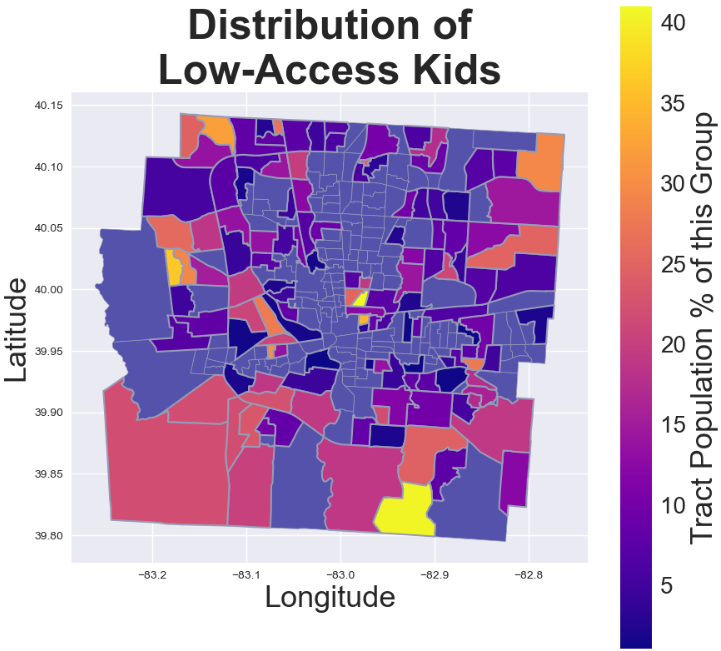 Distribution of
Low-Access Kids
40.15
40.10
40.05
40.00
39.95
39.90
39.85
39.80
Latitude
−83.2 −83.1 −83.0 −82.9 −82.8
Longitude
40
35
30
25
20
15
10
5
Tract Population % of this Group